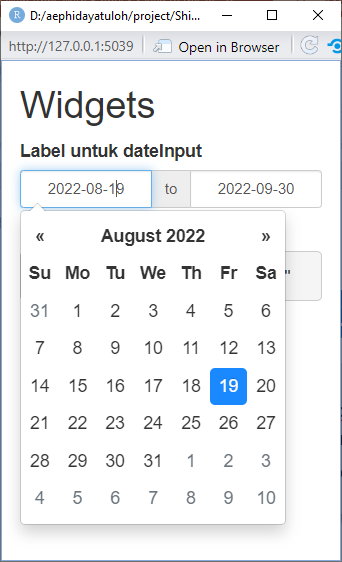 D:/aephidayatuloh/project/Shi...
http://127.0.0.1:5039
Open in Browser
Widgets
Label untuk dateInput
2022-08-19 to 2022-09-30
"
« August 2022 »
Su Mo Tu We Th Fr Sa
31 1 2 3 4 5 6
7 8 9 10 11 12 13
14 15 16 17 18 19 20
21 22 23 24 25 26 27
28 29 30 31 1 2 3
4 5 6 7 8 9 10